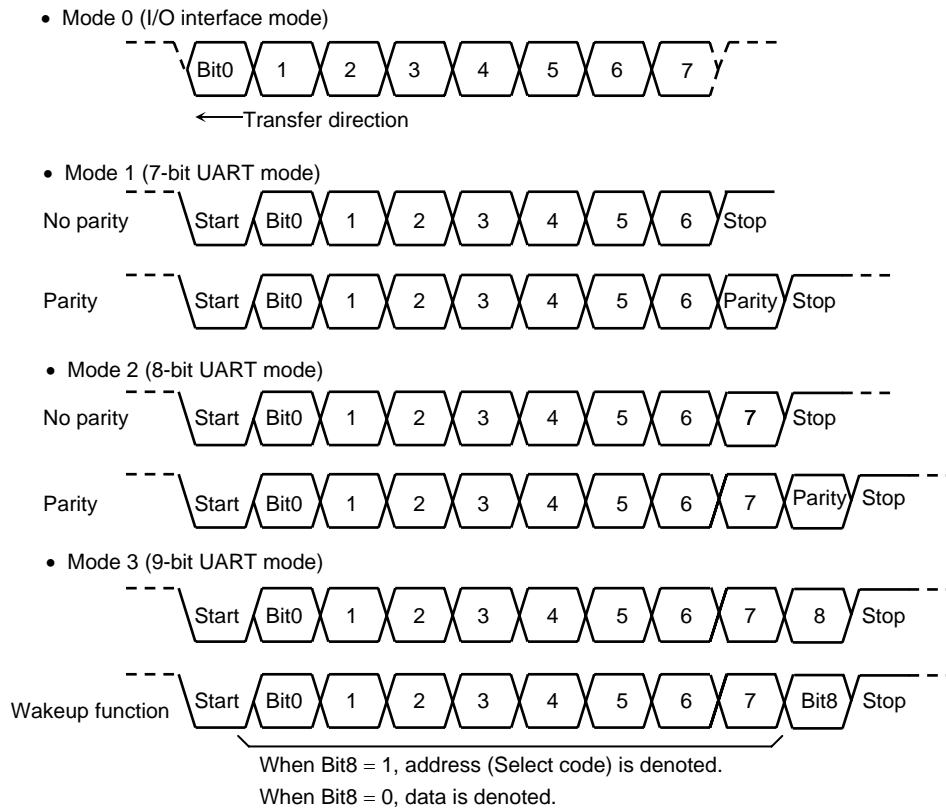 • Mode 0 (I/O interface mode)
Bit0 1 2 3 4 5 6 7
Transfer direction
• Mode 1 (7-bit UART mode)
No parity Start Bit0 1 2 3 4 5 6 Stop
Parity Start Bit0 1 2 3 4 5 6 Parity Stop
• Mode 2 (8-bit UART mode)
No parity Start Bit0 1 2 3 4 5 6 7 Stop
Parity Start Bit0 1 2 3 4 5 6 7 Parity Stop
• Mode 3 (9-bit UART mode)
Start Bit0 1 2 3 4 5 6 7 8 Stop
Wakeup function Start Bit0 1 2 3 4 5 6 7 Bit8 Stop
When Bit8 = 1, address (Select code) is denoted.
When Bit8 = 0, data is denoted.